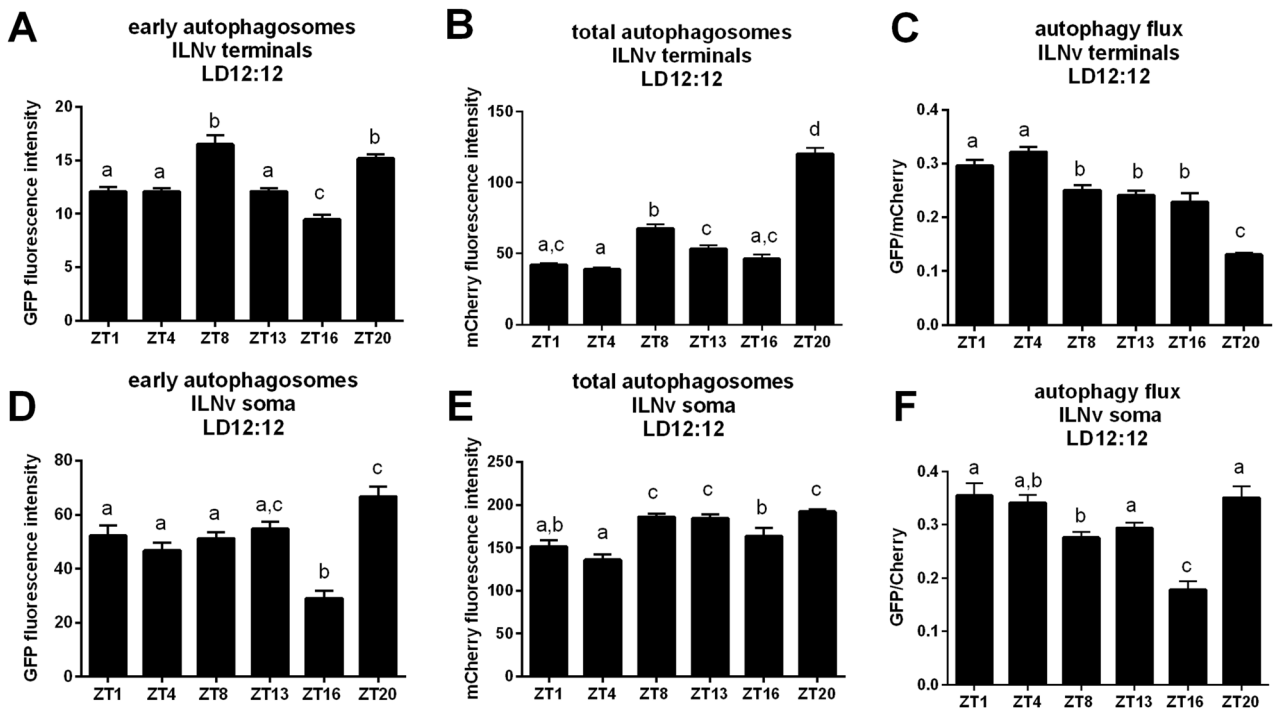 A
early autophagosomes
lLNv terminals
LD12:12
GFP fluorescence intensity
20
15
10
5
0
a
a
b
a
c
b
ZT1 ZT4 ZT8 ZT13 ZT16 ZT20
B
total autophagosomes
lLNv terminals
LD12:12
mCherry fluorescence intensity
150
100
50
0
a,c
a
b
c
a,c
d
ZT1 ZT4 ZT8 ZT13 ZT16 ZT20
C
autophagy flux
lLNv terminals
LD12:12
GFP/mCherry
0.4
0.3
0.2
0.1
0.0
a
a
b
b
b
c
ZT1 ZT4 ZT8 ZT13 ZT16 ZT20
D
early autophagosomes
lLNv soma
LD12:12
GFP fluorescence intensity
80
60
40
20
0
a
a
a
a,c
b
c
ZT1 ZT4 ZT8 ZT13 ZT16 ZT20
E
total autophagosomes
lLNv soma
LD12:12
mCherry fluorescence intensity
250
200
150
100
50
0
a,b
a
c
c
b
c
ZT1 ZT4 ZT8 ZT13 ZT16 ZT20
F
autophagy flux
lLNv soma
LD12:12
GFP/Cherry
0.4
0.3
0.2
0.1
0.0
a
a,b
b
a
c
a
ZT1 ZT4 ZT8 ZT13 ZT16 ZT20